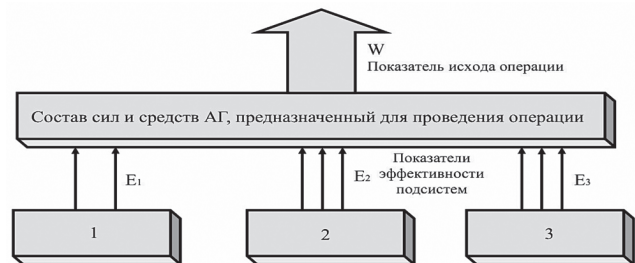 W
Показатель исхода операции
Состав сил и средств АГ, предназначенный для проведения операции
Показатели
эффективности
подсистем
E₁
E₂
E₃
1
2
3